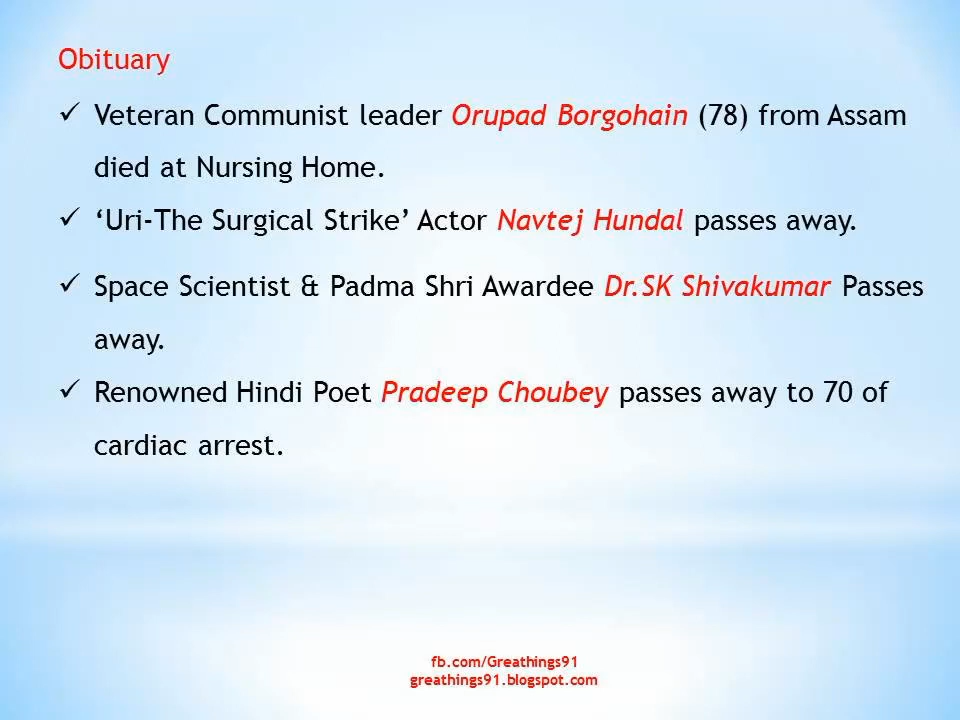 Obituary
✓ Veteran Communist leader Orupad Borgohain (78) from Assam
died at Nursing Home.
✓ ‘Uri-The Surgical Strike’ Actor Navtej Hundal passes away.
✓ Space Scientist & Padma Shri Awardee Dr.SK Shivakumar Passes
away.
✓ Renowned Hindi Poet Pradeep Choubey passes away to 70 of
cardiac arrest.
fb.com/Greathings91
greathings91.blogspot.com